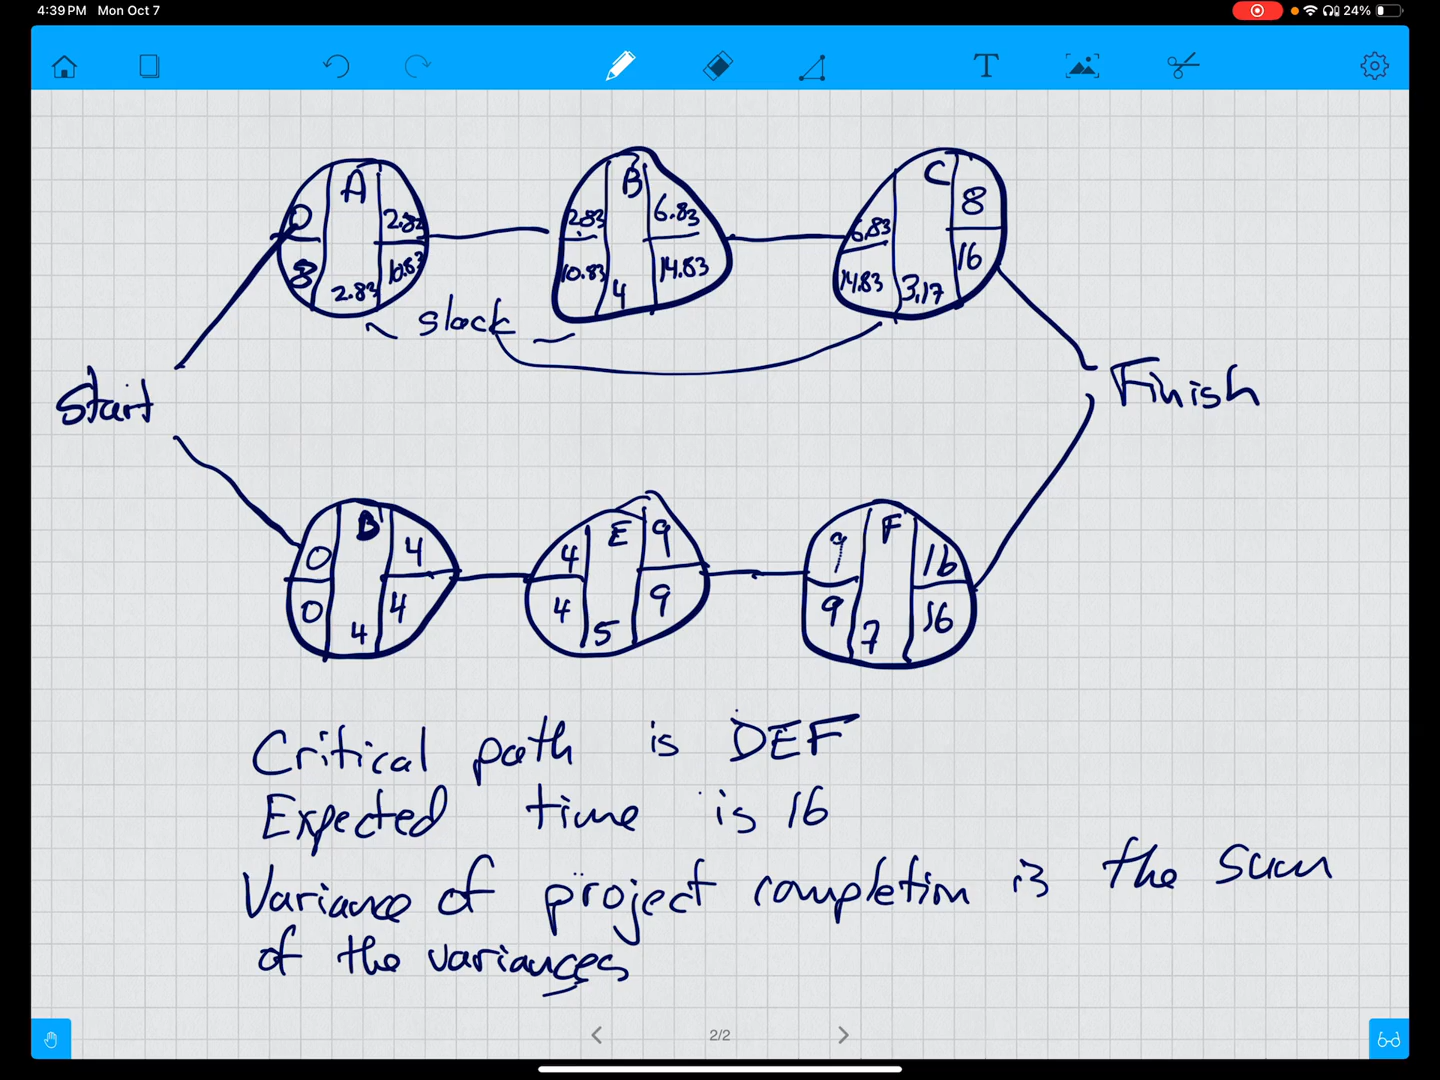 4:39 PM Mon Oct 7
24%
T
A
0
2.83
8
10.83
2.83
B
2.83
6.83
10.83
14.83
4
C
6.83
8
14.83
16
3.17
slack
Start
Finish
D
0
4
0
4
4
E
4
9
4
9
5
F
9
16
9
16
7
Critical path is DEF
Expected time is 16
Variance of project completion is the sum
of the variances
2/2